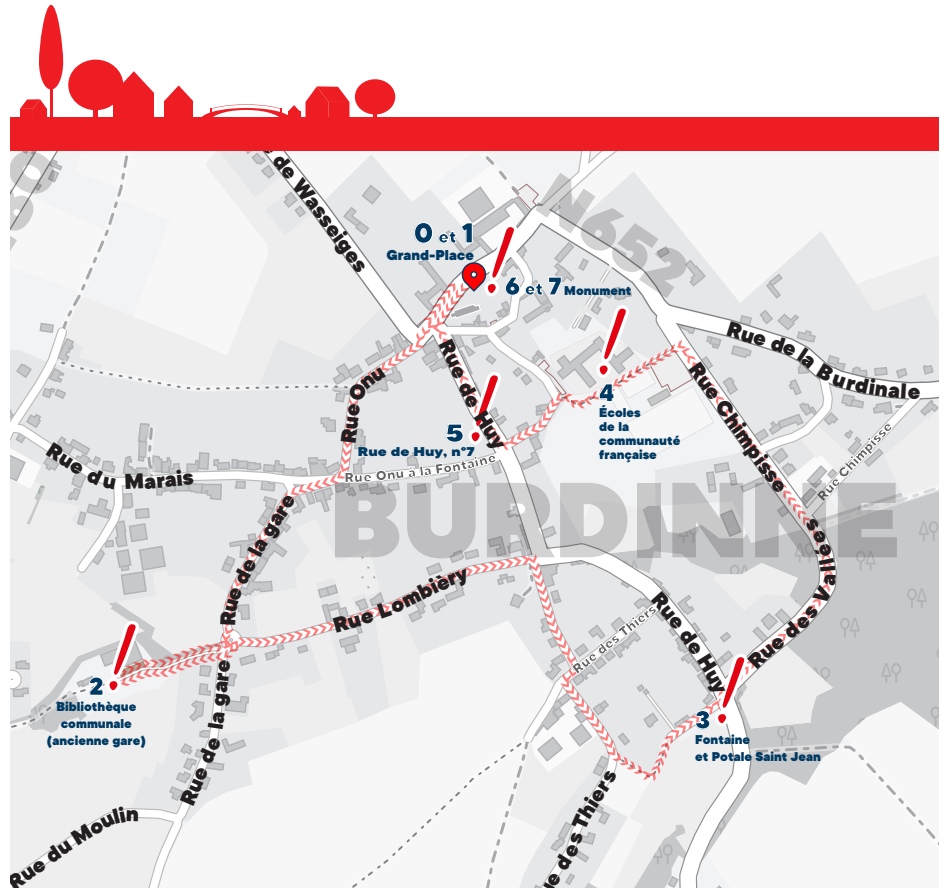 de Wasseiges
N652
0 et 1
Grand-Place
6 et 7 Monument
Rue de la Burdinale
Rue Onu
Rue de Huy
4
Écoles
de la
communauté
française
Rue Chimpisse
Rue Chimpisse
5
Rue de Huy, n°7
Rue du Marais
Rue Onu à la Fontaine
BURDINNE
Rue de la gare
Rue Lombiéry
Rue des Vallées
Rue des Thiers
Rue de Huy
2
Bibliothèque
communale
(ancienne gare)
Rue de la gare
3
Fontaine
et Potale Saint Jean
Rue du Moulin
ue des Thiers